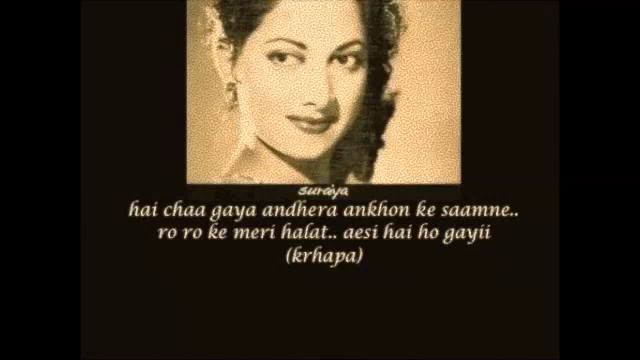 suraiya
hai chaa gaya andhera ankhon ke saamne..
ro ro ke meri halat.. aesi hai ho gayii
(krhapa)